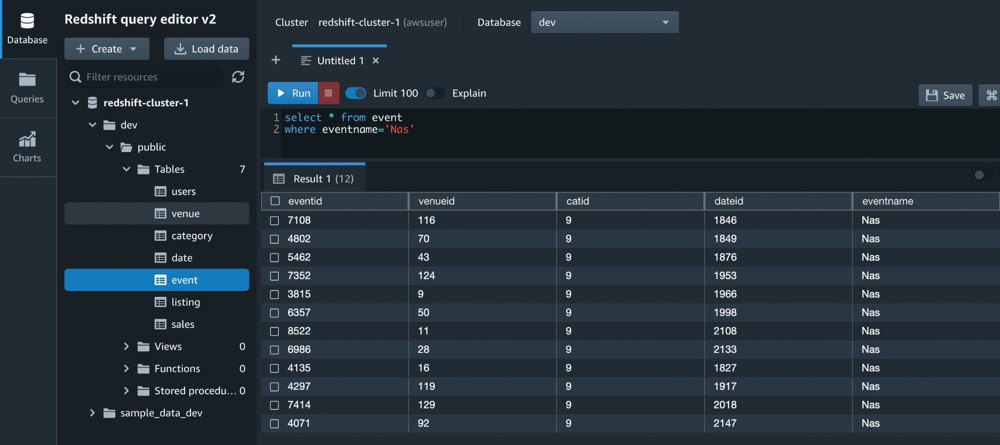 Database
Queries
Charts
Redshift query editor v2
Create
Load data
Filter resources
redshift-cluster-1
dev
public
Tables 7
users
venue
category
date
event
listing
sales
Views 0
Functions 0
Stored procedu... 0
sample_data_dev
Cluster redshift-cluster-1 (awsuser) Database dev
+ Untitled 1 ×
Run Limit 100 Explain Save
1 select * from event
2 where eventname='Nas'
Result 1 (12)
eventid venueid catid dateid eventname
7108 116 9 1846 Nas
4802 70 9 1849 Nas
5462 43 9 1876 Nas
7352 124 9 1953 Nas
3815 9 9 1966 Nas
6357 50 9 1998 Nas
8522 11 9 2108 Nas
6986 28 9 2133 Nas
4135 16 9 1827 Nas
4297 119 9 1917 Nas
7414 129 9 2018 Nas
4071 92 9 2147 Nas